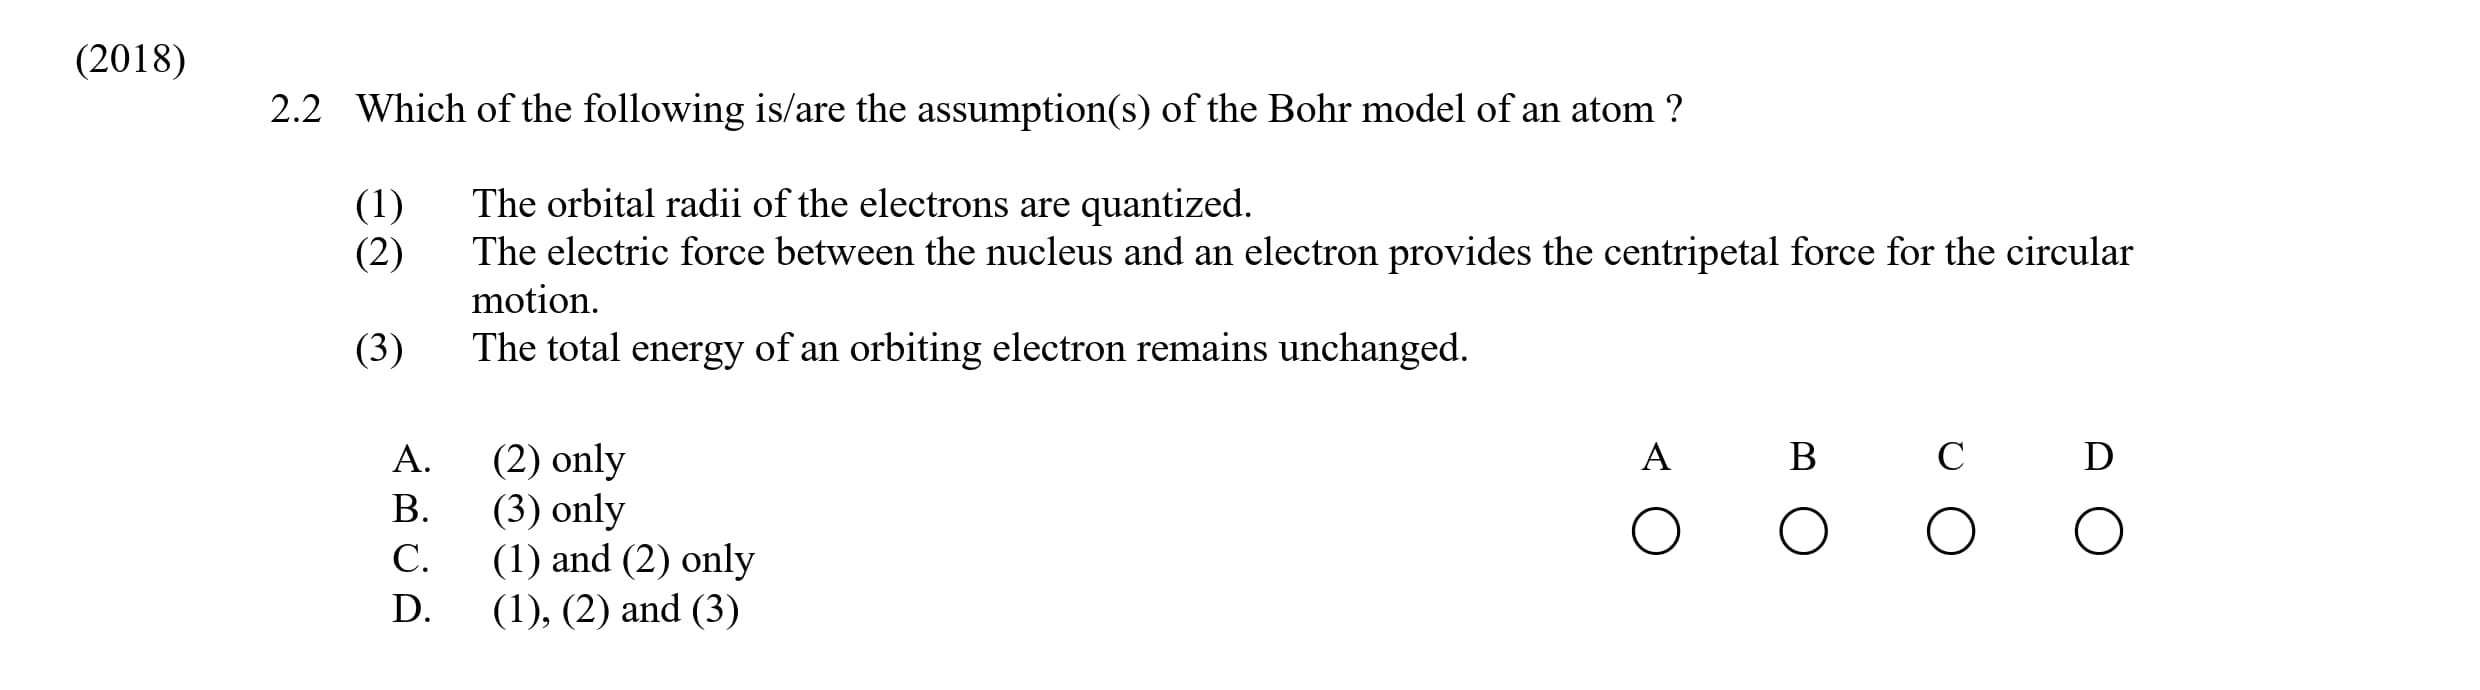 (2018)
2.2 Which of the following is/are the assumption(s) of the Bohr model of an atom ?
(1) The orbital radii of the electrons are quantized.
(2) The electric force between the nucleus and an electron provides the centripetal force for the circular
motion.
(3) The total energy of an orbiting electron remains unchanged.
A. (2) only
B. (3) only
C. (1) and (2) only
D. (1), (2) and (3)
A B C D